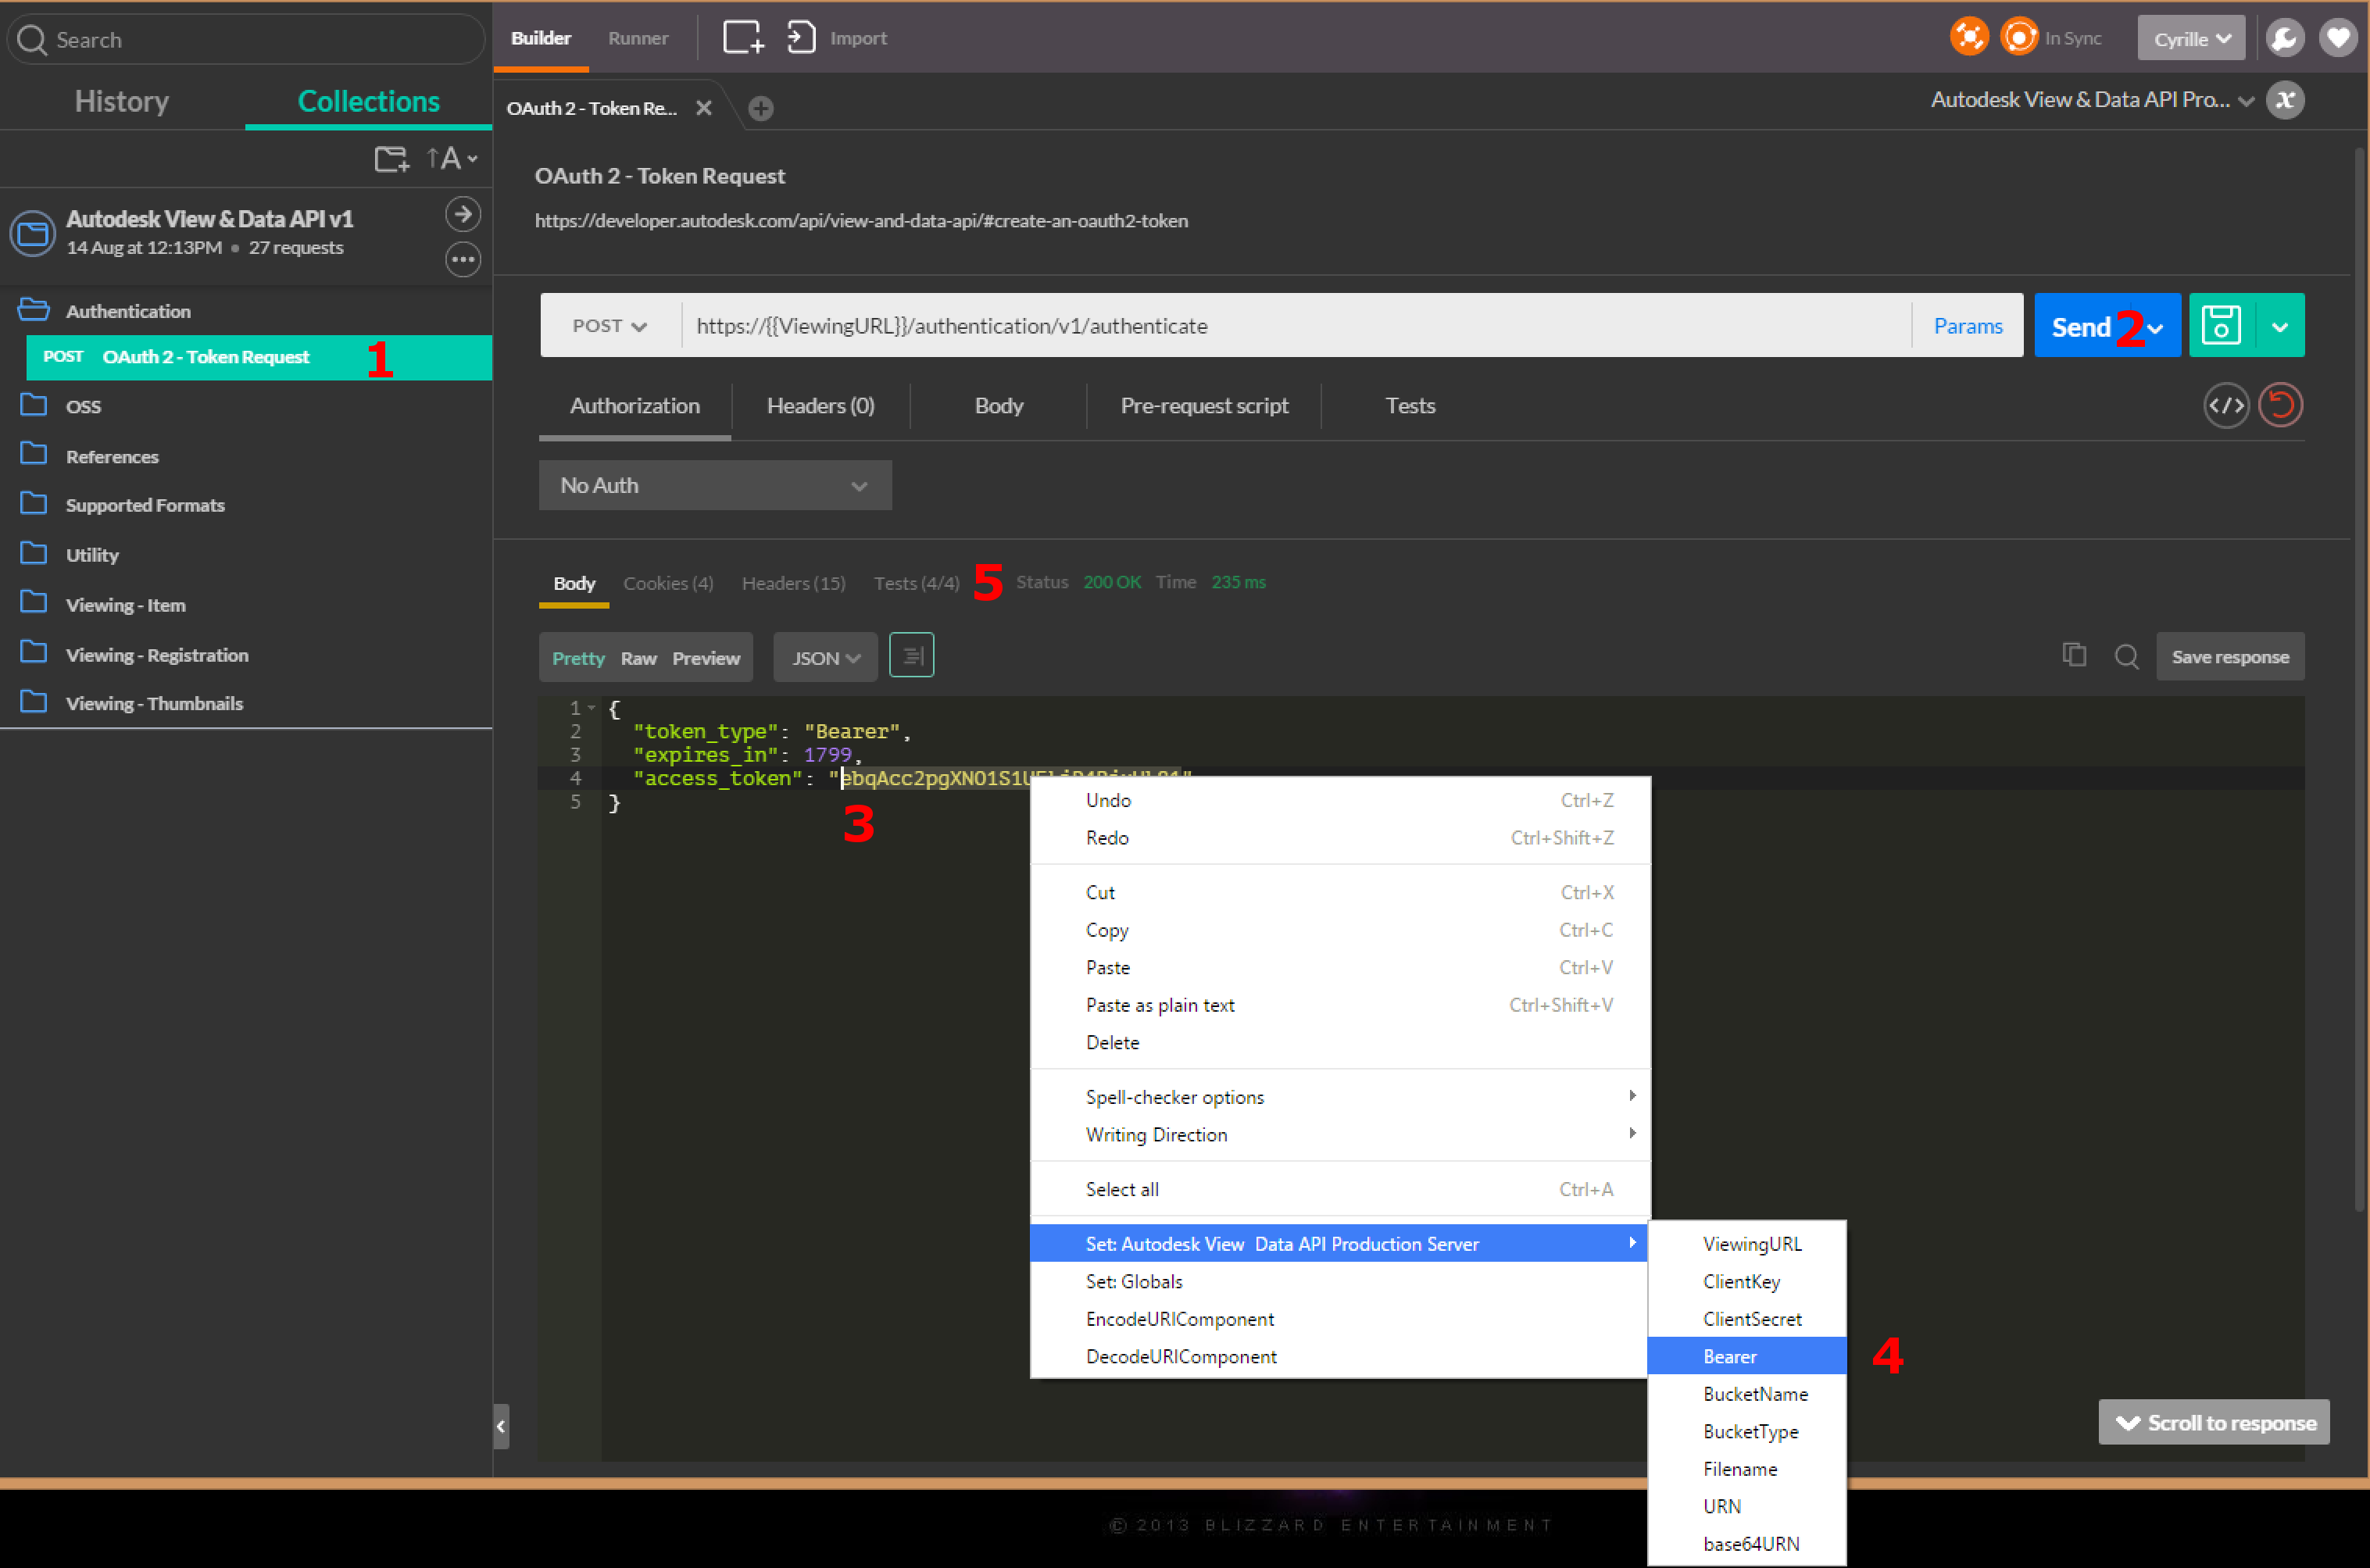 Search
Builder
Runner
Import
In Sync
Cyrille
History
Collections
OAuth 2 - Token Re...
Autodesk View & Data API Pro...
x
A
OAuth 2 - Token Request
https://developer.autodesk.com/api/view-and-data-api/#create-an-oauth2-token
Autodesk View & Data API v1
14 Aug at 12:13PM • 27 requests
Authentication
POST OAuth 2 - Token Request 1
OSS
References
Supported Formats
Utility
Viewing - Item
Viewing - Registration
Viewing - Thumbnails
POST https://{{ViewingURL}}/authentication/v1/authenticate Params
Send 2
Authorization Headers (0) Body Pre-request script Tests
</>
No Auth
Body Cookies (4) Headers (15) Tests (4/4) 5 Status 200 OK Time 235 ms
Pretty Raw Preview JSON
Save response
1 {
2 "token_type": "Bearer",
3 "expires_in": 1799,
4 "access_token": "ebqAcc2pgXNO1S1U
5 }
3
Undo Ctrl+Z
Redo Ctrl+Shift+Z
Cut Ctrl+X
Copy Ctrl+C
Paste Ctrl+V
Paste as plain text Ctrl+Shift+V
Delete
Spell-checker options
Writing Direction
Select all Ctrl+A
Set: Autodesk View  Data API Production Server
Set: Globals
EncodeURIComponent
DecodeURIComponent
ViewingURL
ClientKey
ClientSecret
Bearer 4
BucketName
BucketType
Filename
URN
base64URN
Scroll to response
© 2013 BLIZZARD ENTERTAINMENT